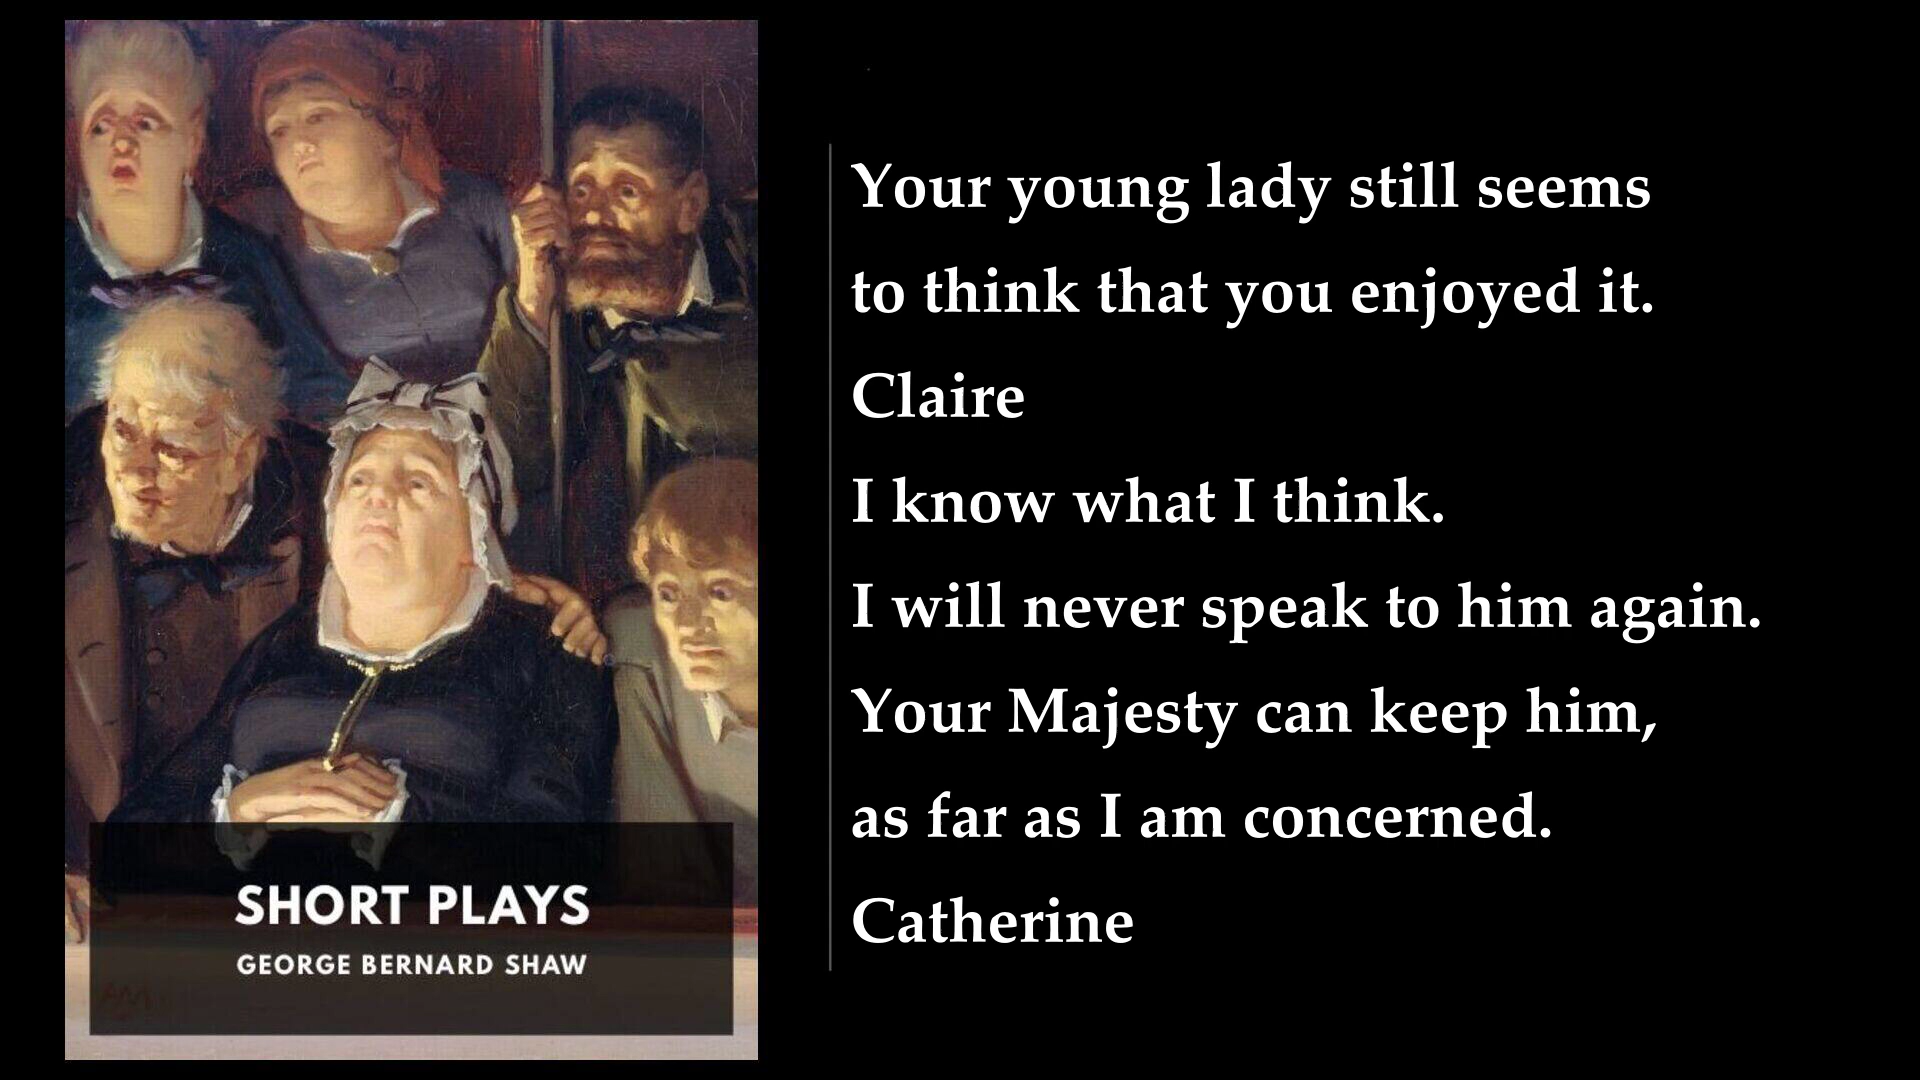 SHORT PLAYS
GEORGE BERNARD SHAW
Your young lady still seems
to think that you enjoyed it.
Claire
I know what I think.
I will never speak to him again.
Your Majesty can keep him,
as far as I am concerned.
Catherine